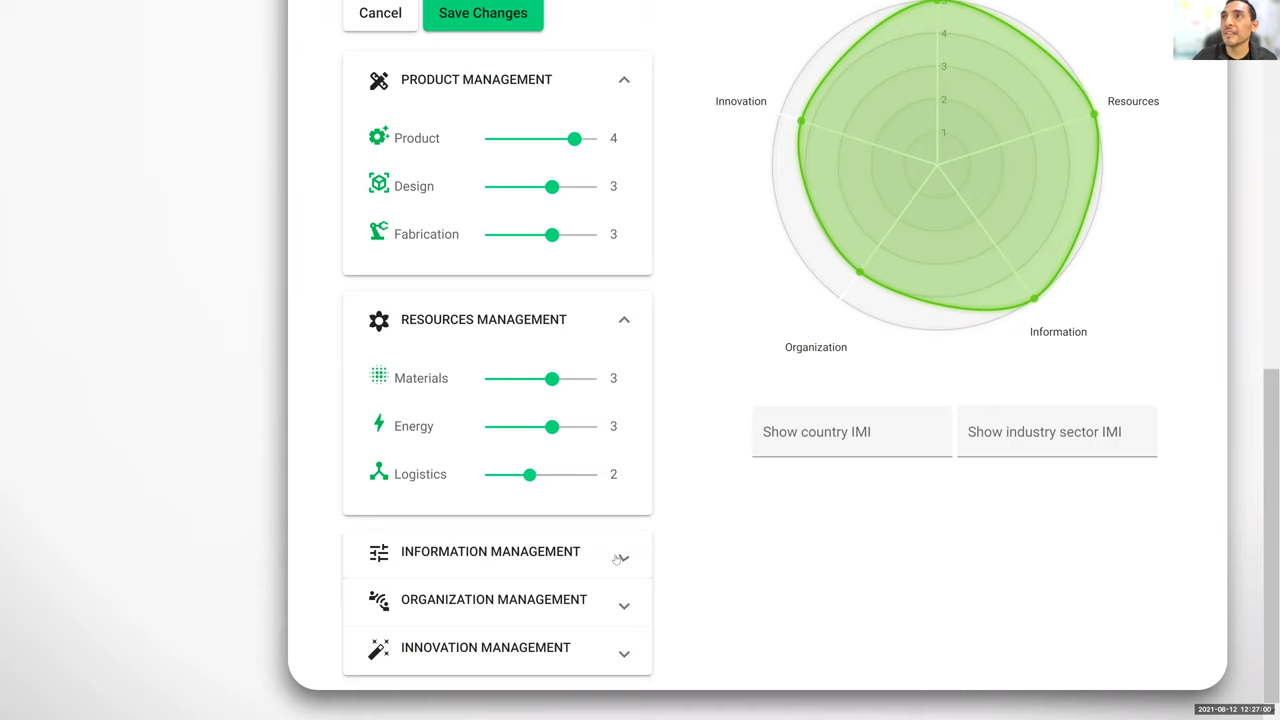 Cancel
Save Changes
PRODUCT MANAGEMENT
Product 4
Design 3
Fabrication 3
RESOURCES MANAGEMENT
Materials 3
Energy 3
Logistics 2
INFORMATION MANAGEMENT
ORGANIZATION MANAGEMENT
INNOVATION MANAGEMENT
4
3
2
1
Innovation
Resources
Information
Organization
Show country IMI
Show industry sector IMI
2021-08-12 12:27:00